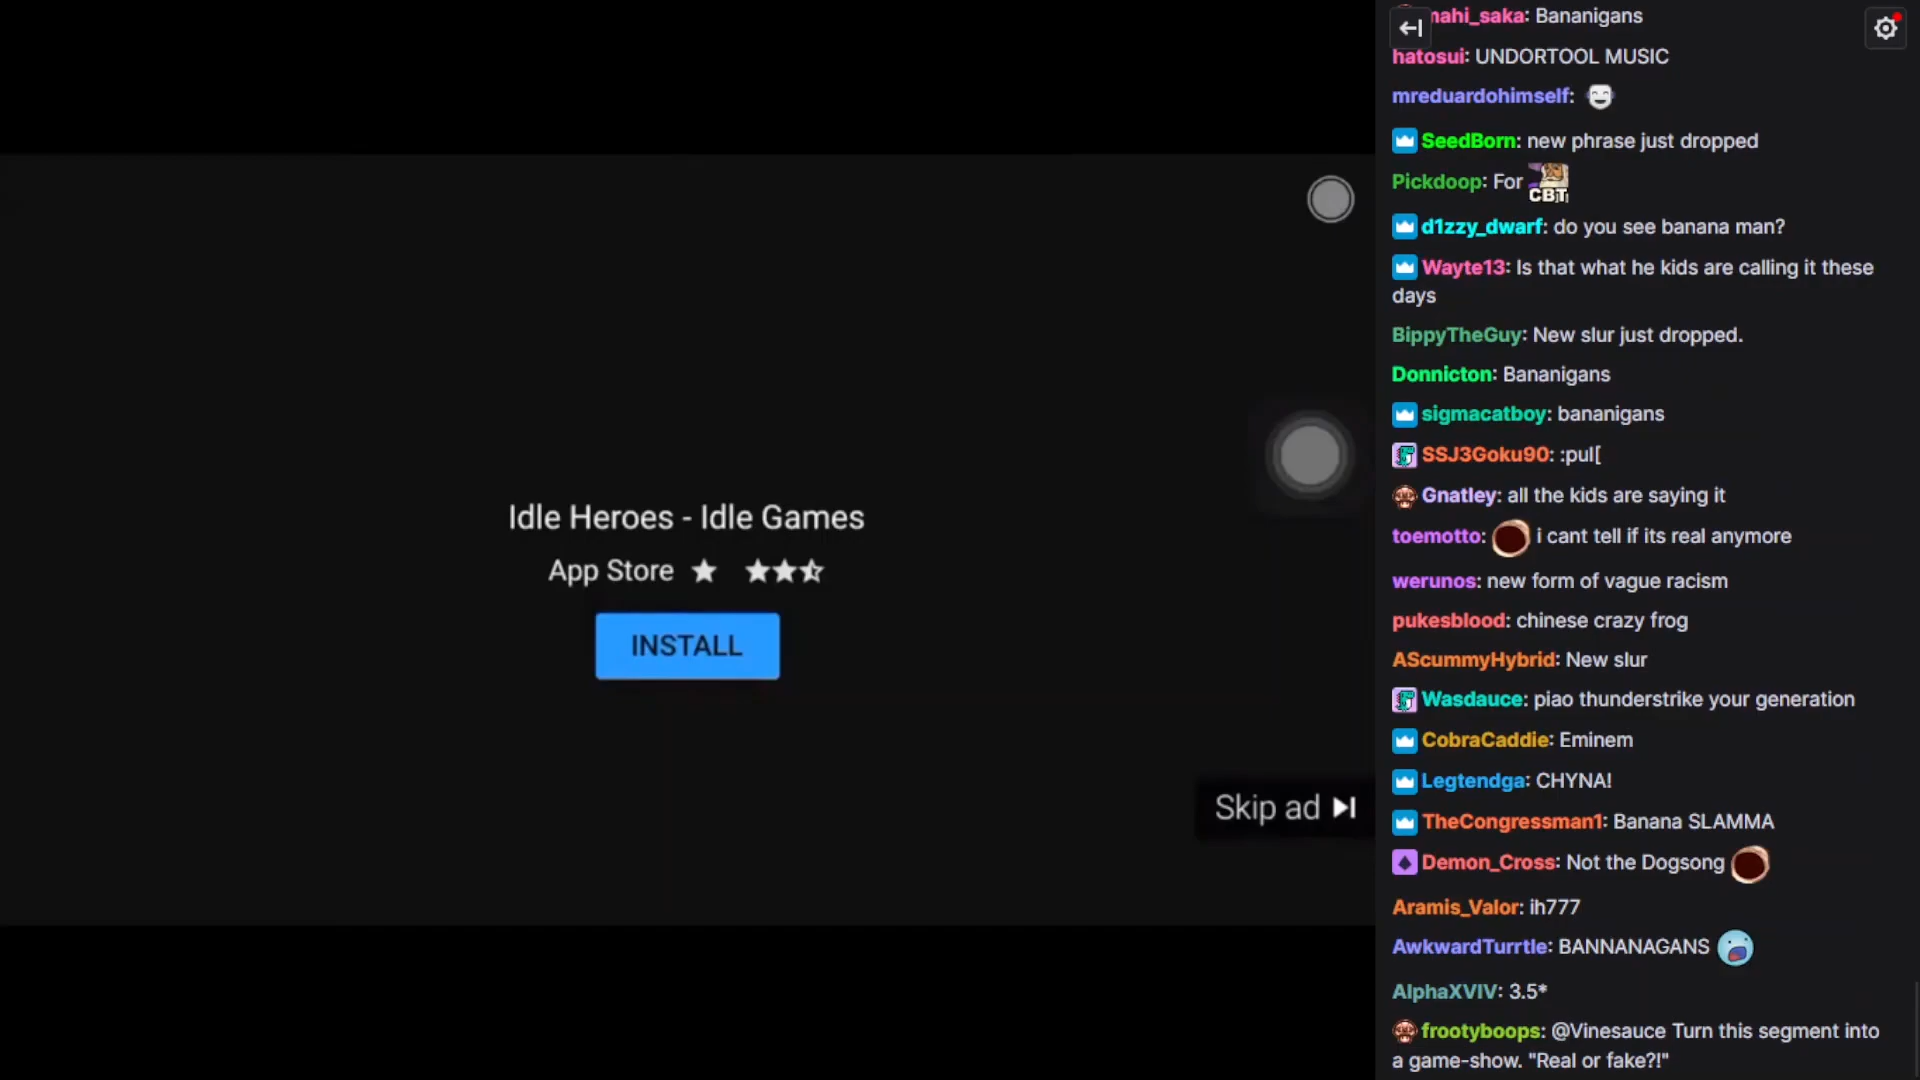 Idle Heroes - Idle Games
App Store
INSTALL
Skip ad
mahi_saka: Bananigans
hatosui: UNDORTOOL MUSIC
mreduardohimself:
SeedBorn: new phrase just dropped
Pickdoop: For CBT
d1zzy_dwarf: do you see banana man?
Wayte13: Is that what he kids are calling it these
days
BippyTheGuy: New slur just dropped.
Donnicton: Bananigans
sigmacatboy: bananigans
SSJ3Goku90: :pul[
Gnatley: all the kids are saying it
toemotto: i cant tell if its real anymore
werunos: new form of vague racism
pukesblood: chinese crazy frog
AScummyHybrid: New slur
Wasdauce: piao thunderstrike your generation
CobraCaddie: Eminem
Legtendga: CHYNA!
TheCongressman1: Banana SLAMMA
Demon_Cross: Not the Dogsong
Aramis_Valor: ih777
AwkwardTurrtle: BANNANAGANS
AlphaXVIV: 3.5*
frootyboops: @Vinesauce Turn this segment into
a game-show. "Real or fake?!"